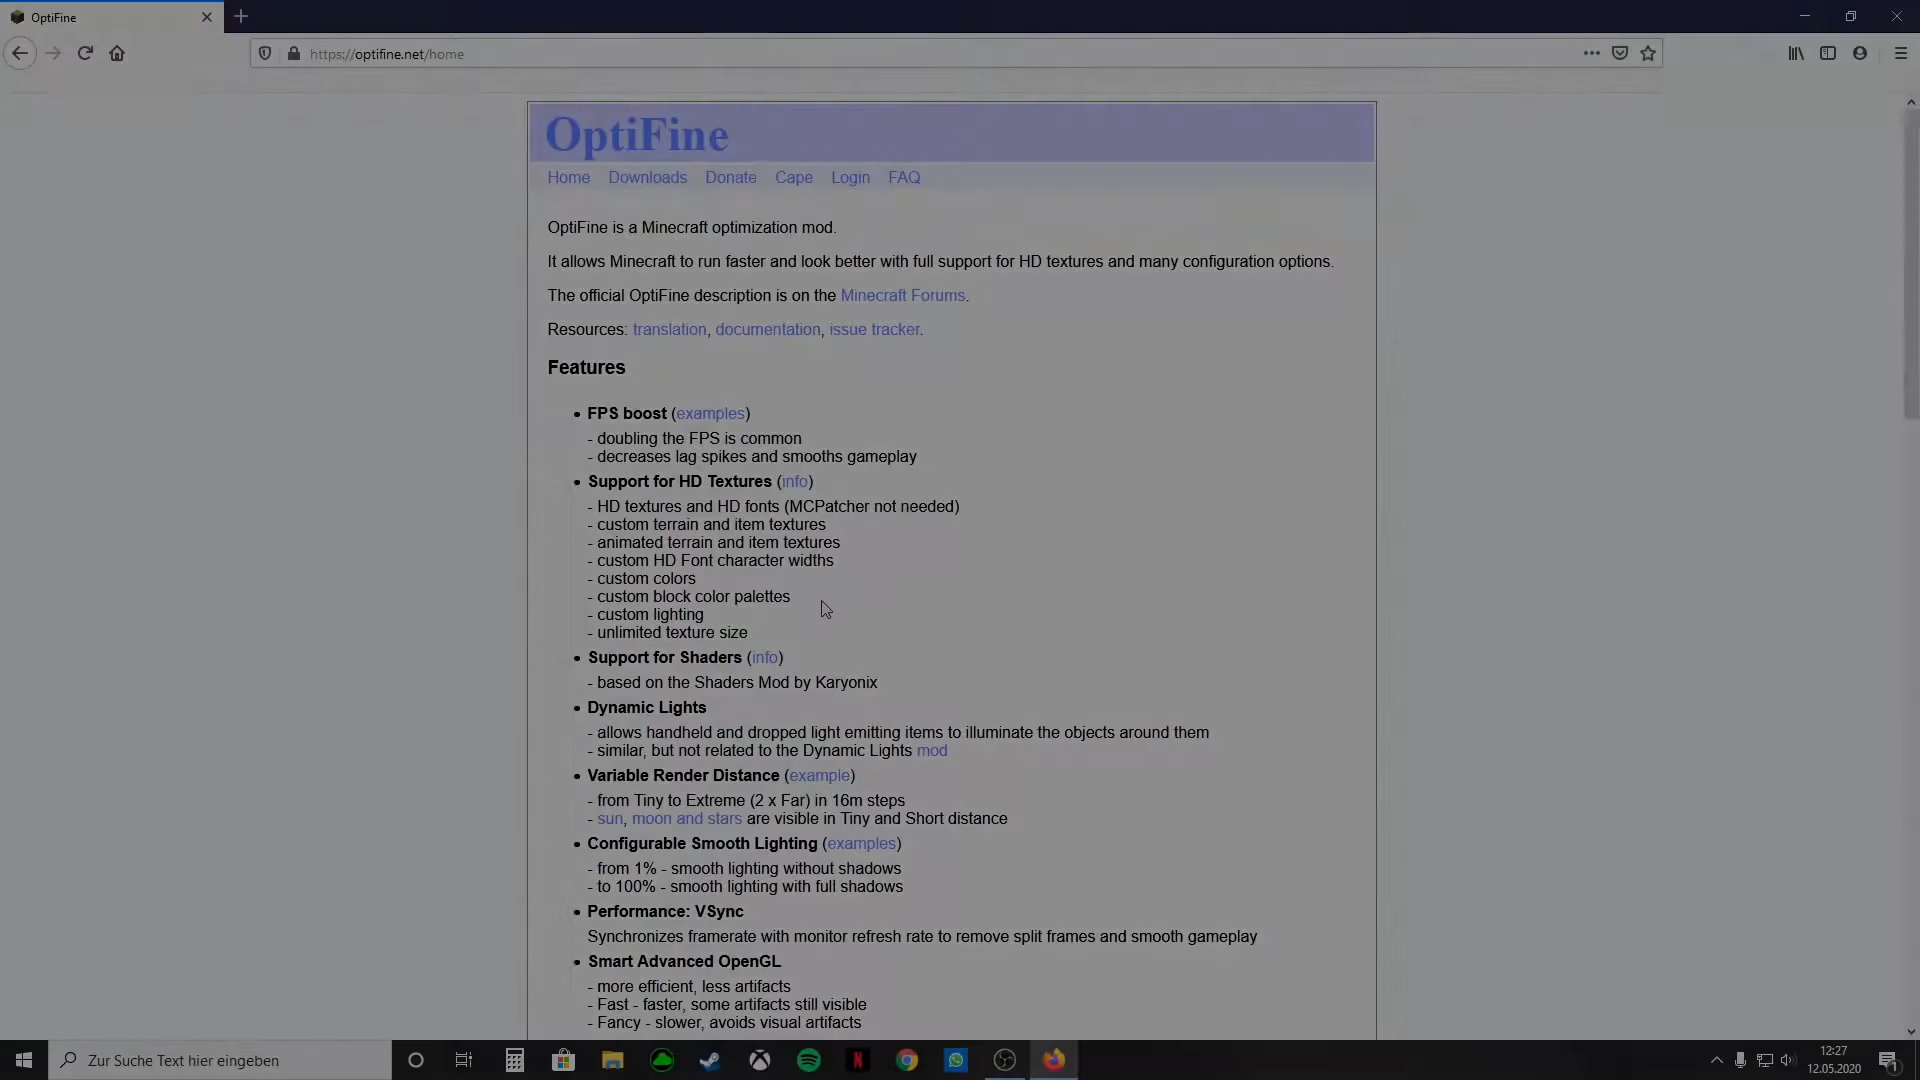 OptiFine
https://optifine.net/home
OptiFine
Home Downloads Donate Cape Login FAQ
OptiFine is a Minecraft optimization mod.
It allows Minecraft to run faster and look better with full support for HD textures and many configuration options.
The official OptiFine description is on the Minecraft Forums.
Resources: translation, documentation, issue tracker.
Features
• FPS boost (examples)
- doubling the FPS is common
- decreases lag spikes and smooths gameplay
• Support for HD Textures (info)
- HD textures and HD fonts (MCPatcher not needed)
- custom terrain and item textures
- animated terrain and item textures
- custom HD Font character widths
- custom colors
- custom block color palettes
- custom lighting
- unlimited texture size
• Support for Shaders (info)
- based on the Shaders Mod by Karyonix
• Dynamic Lights
- allows handheld and dropped light emitting items to illuminate the objects around them
- similar, but not related to the Dynamic Lights mod
• Variable Render Distance (example)
- from Tiny to Extreme (2 x Far) in 16m steps
- sun, moon and stars are visible in Tiny and Short distance
• Configurable Smooth Lighting (examples)
- from 1% - smooth lighting without shadows
- to 100% - smooth lighting with full shadows
• Performance: VSync
Synchronizes framerate with monitor refresh rate to remove split frames and smooth gameplay
• Smart Advanced OpenGL
- more efficient, less artifacts
- Fast - faster, some artifacts still visible
- Fancy - slower, avoids visual artifacts
Zur Suche Text hier eingeben
12:27
12.05.2020
1